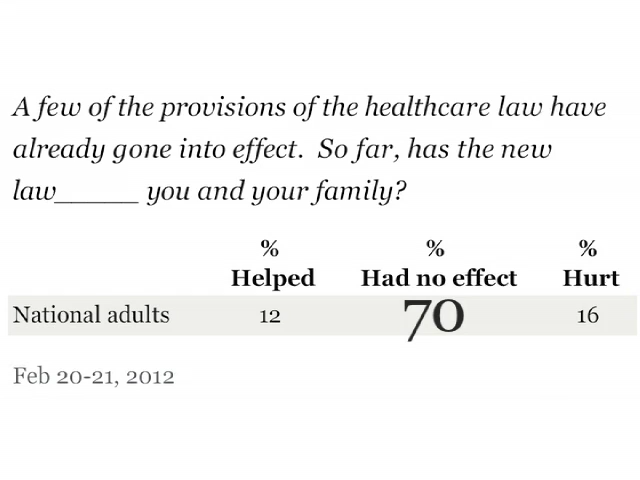 A few of the provisions of the healthcare law have
already gone into effect.  So far, has the new
law______ you and your family?
% % %
Helped Had no effect Hurt
National adults 12 70 16
Feb 20-21, 2012